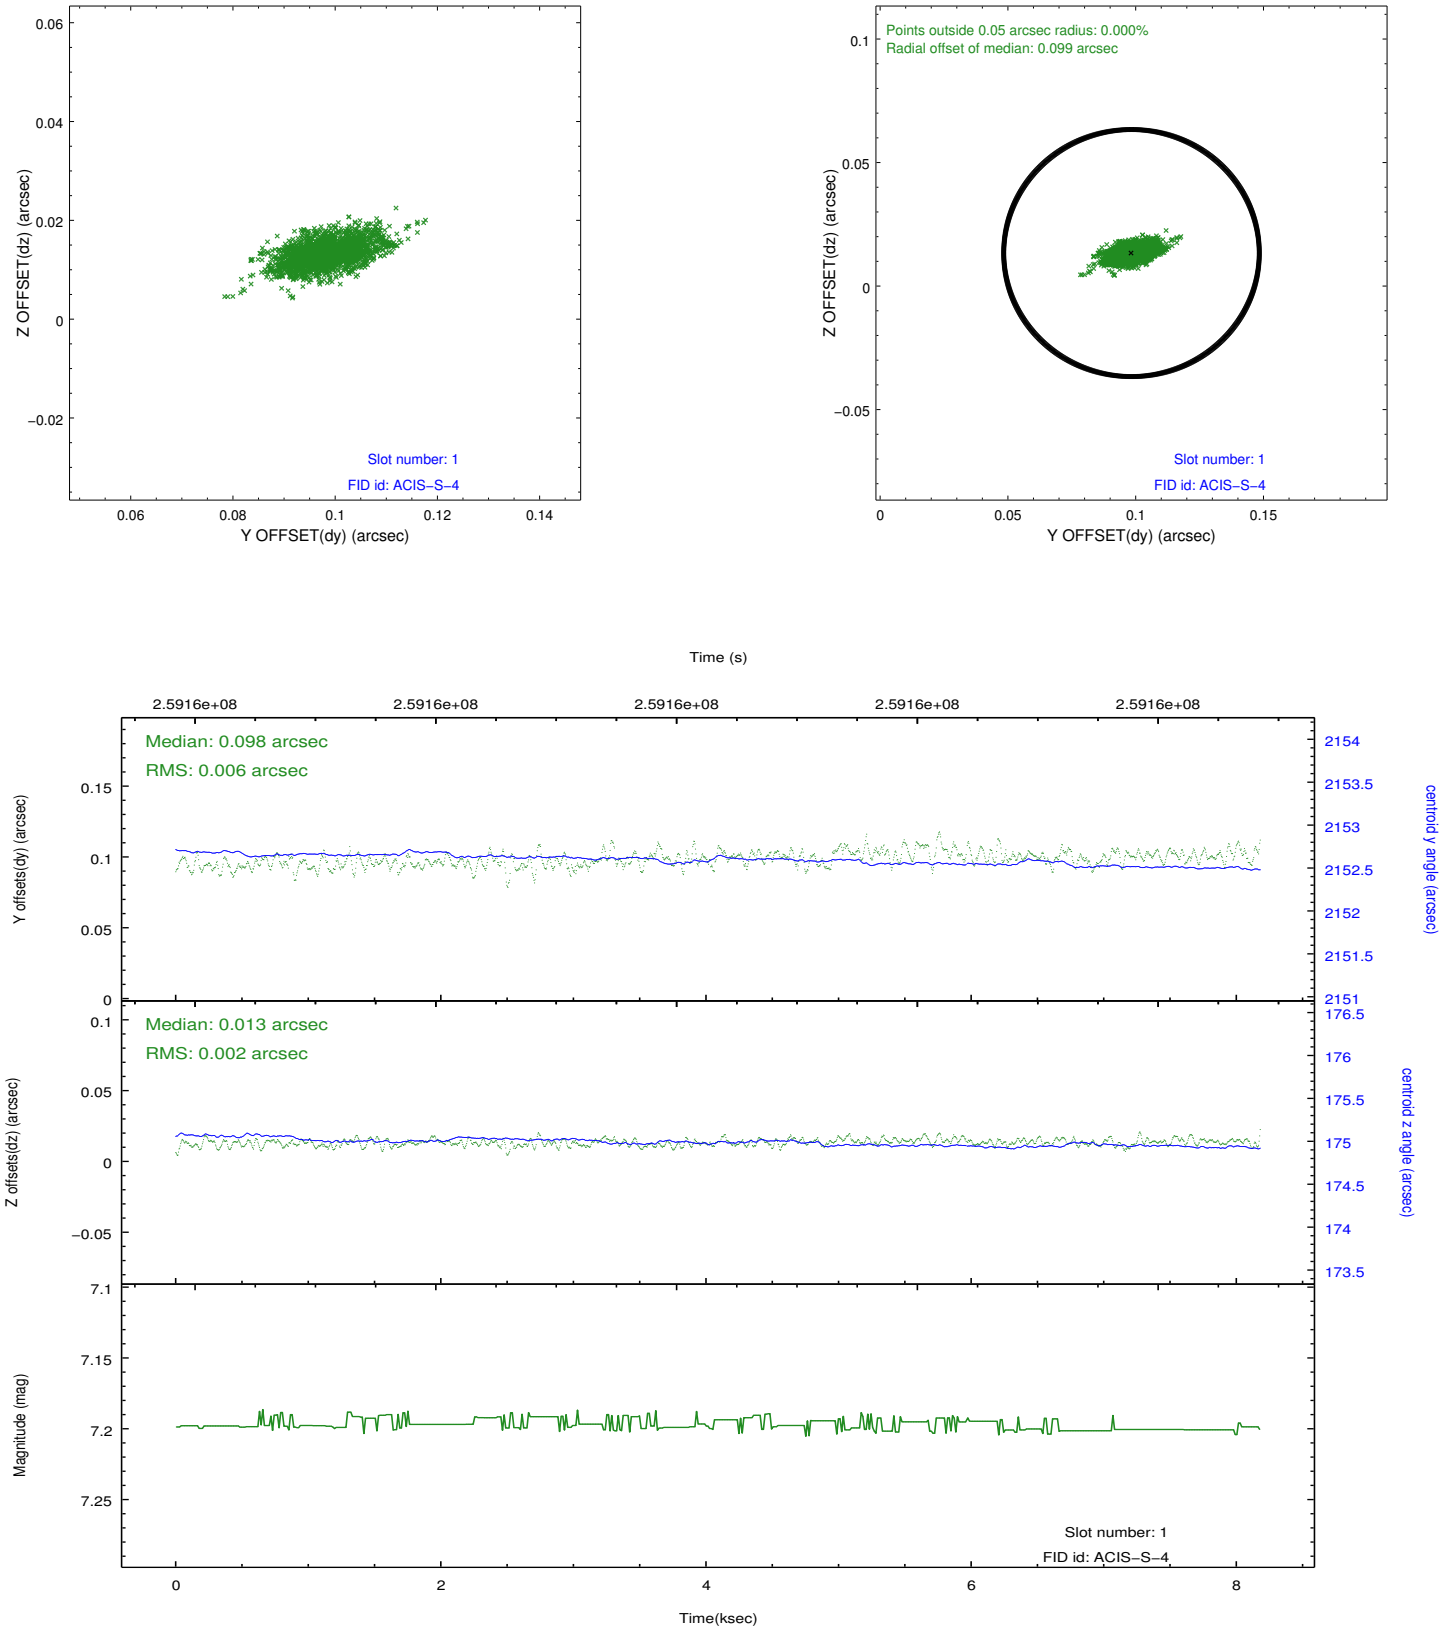 0.06
0.04
0.02
0
−0.02
Z OFFSET(dz) (arcsec)
Slot number: 1
FID id: ACIS−S−4
0.06 0.08 0.1 0.12 0.14
Y OFFSET(dy) (arcsec)
Points outside 0.05 arcsec radius: 0.000%
Radial offset of median: 0.099 arcsec
0.1
0.05
0
−0.05
Z OFFSET(dz) (arcsec)
Slot number: 1
FID id: ACIS−S−4
0 0.05 0.1 0.15
Y OFFSET(dy) (arcsec)
Time (s)
2.5916e+08 2.5916e+08 2.5916e+08 2.5916e+08 2.5916e+08
Median: 0.098 arcsec
RMS: 0.006 arcsec
0.15
0.1
0.05
0
Y offsets(dy) (arcsec)
2154
2153.5
2153
2152.5
2152
2151.5
2151
centroid y angle (arcsec)
Median: 0.013 arcsec
RMS: 0.002 arcsec
0.1
0.05
0
−0.05
Z offsets(dz) (arcsec)
176.5
176
175.5
175
174.5
174
173.5
centroid z angle (arcsec)
7.1
7.15
7.2
7.25
Magnitude (mag)
Slot number: 1
FID id: ACIS−S−4
0 2 4 6 8
Time(ksec)